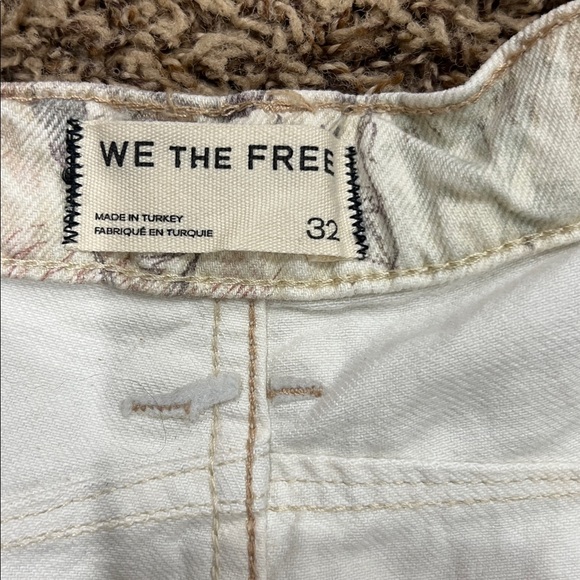 WE THE FREE
MADE IN TURKEY
FABRIQUÉ EN TURQUIE
32